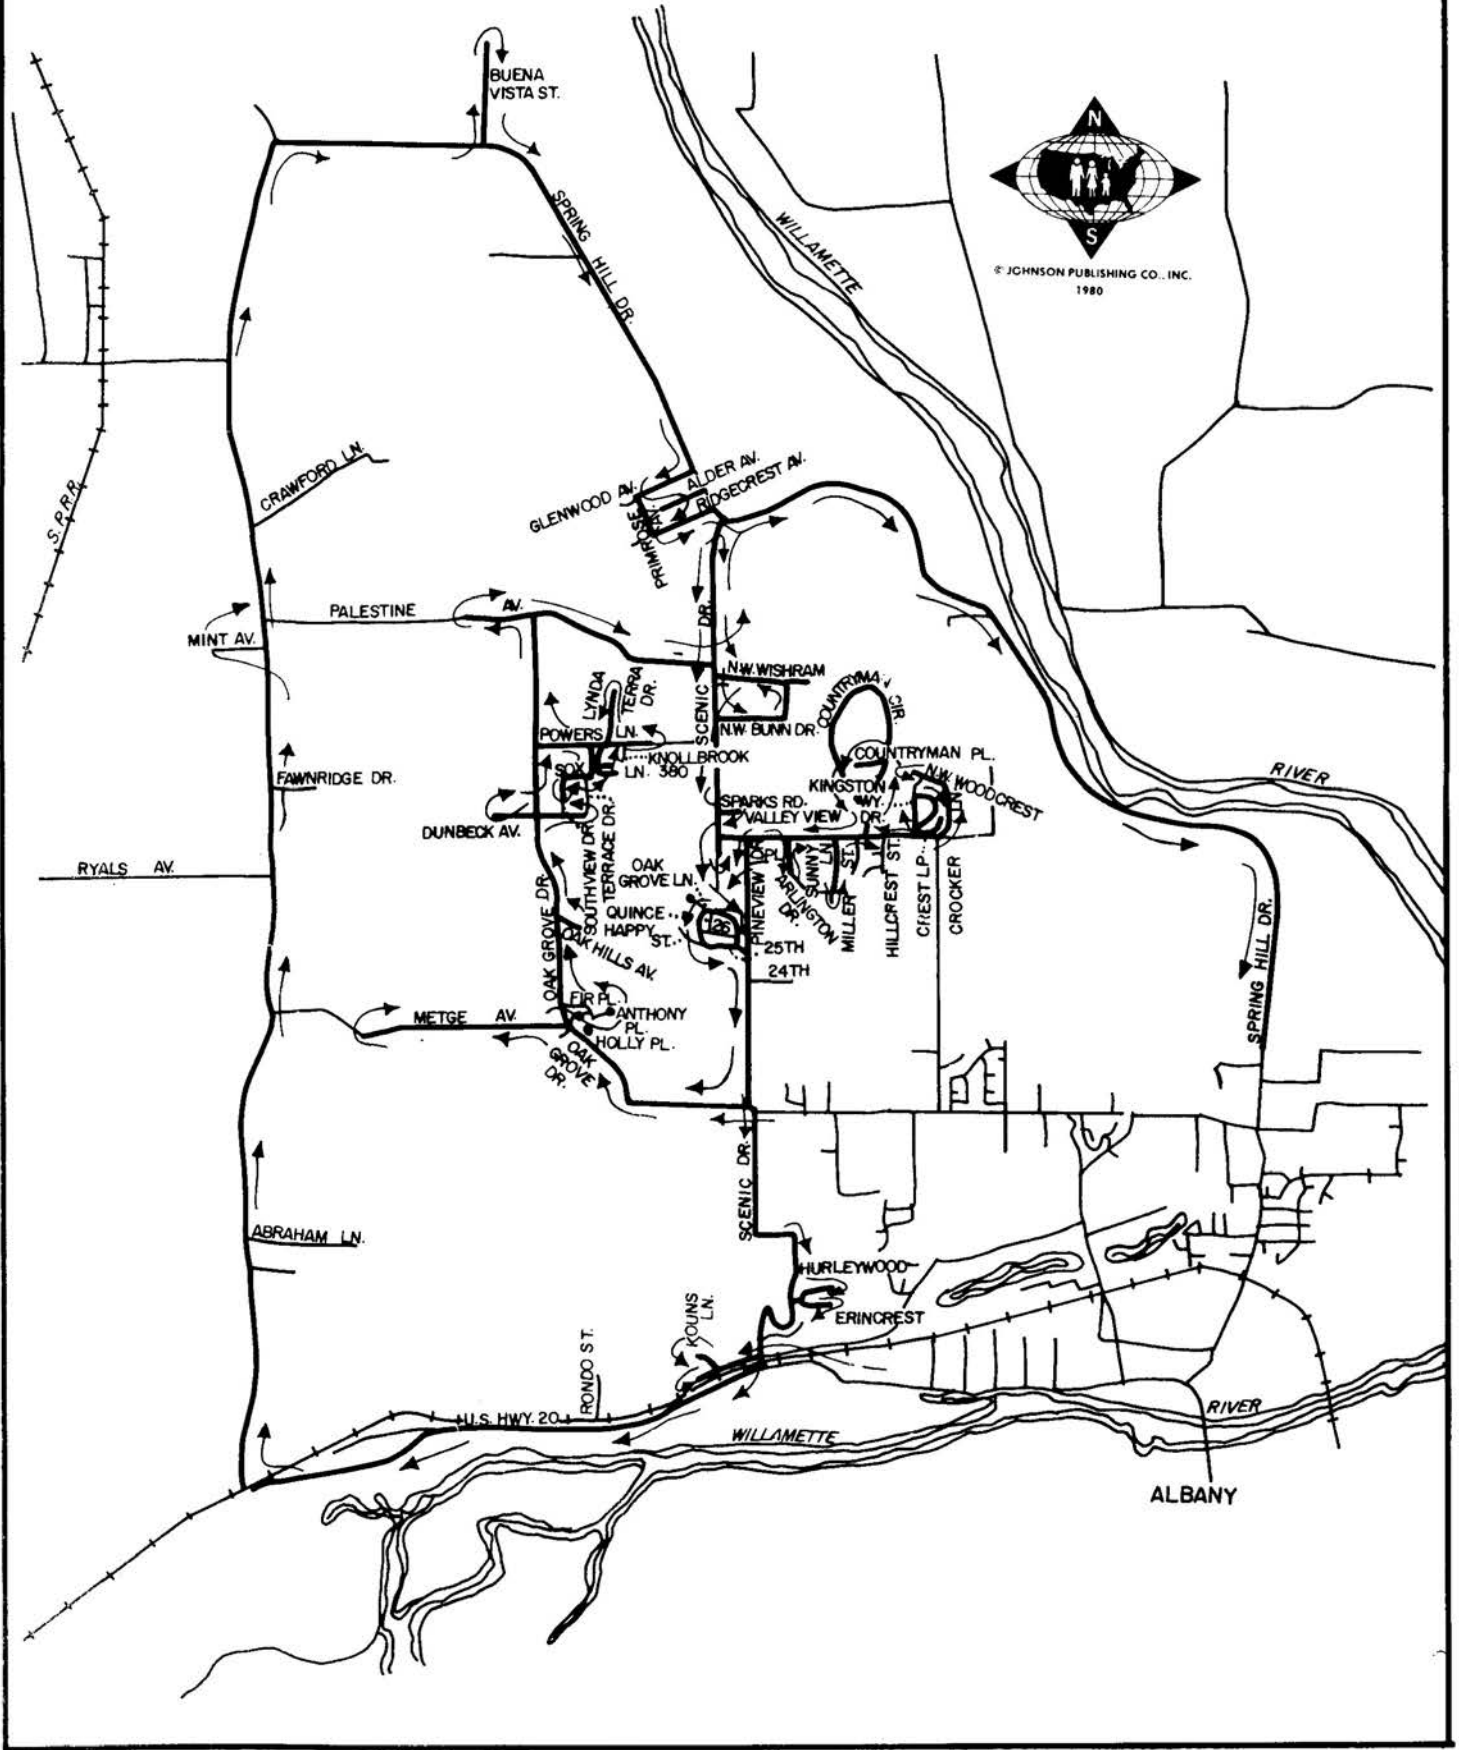 BUENA
VISTA ST.
N
S
© JOHNSON PUBLISHING CO., INC.
1980
SPRING HILL DR.
WILLAMETTE
S.P.R.R.
CRAWFORD LN.
GLENWOOD AV.
ALDER AV.
RIDGECREST AV.
PRIMROSE AV.
PALESTINE AV.
MINT AV.
SCENIC DR.
N.W. WISHRAM
N.W. BUNN DR.
COUNTRYMAN CIR.
COUNTRYMAN PL.
LYNDA
TERRA DR.
POWERS LN.
KNOLLBROOK
LN. 380
SOX
KINGSTON WY.
N.W. WOODCREST LN.
RIVER
FAWNRIDGE DR.
SPARKS RD.
VALLEY VIEW DR.
DUNBECK AV.
SOUTHVIEW DR.
TERRACE DR.
RYALS AV.
OAK
GROVE LN.
QUINCE
HAPPY
ST.
26
PINEVIEW
PL.
ARLINGTON DR.
SUNNY LN.
MILLER ST.
HILLCREST ST.
CREST LP.
CROCKER
OAK GROVE DR.
OAK HILLS AV.
25TH
24TH
SPRING HILL DR.
FIR PL.
ANTHONY
PL.
HOLLY PL.
METGE AV.
OAK
GROVE
DR.
SCENIC DR.
ABRAHAM LN.
HURLEYWOOD
ERINCREST
KOUNS LN.
RONDO ST.
U.S. HWY. 20
WILLAMETTE
RIVER
ALBANY